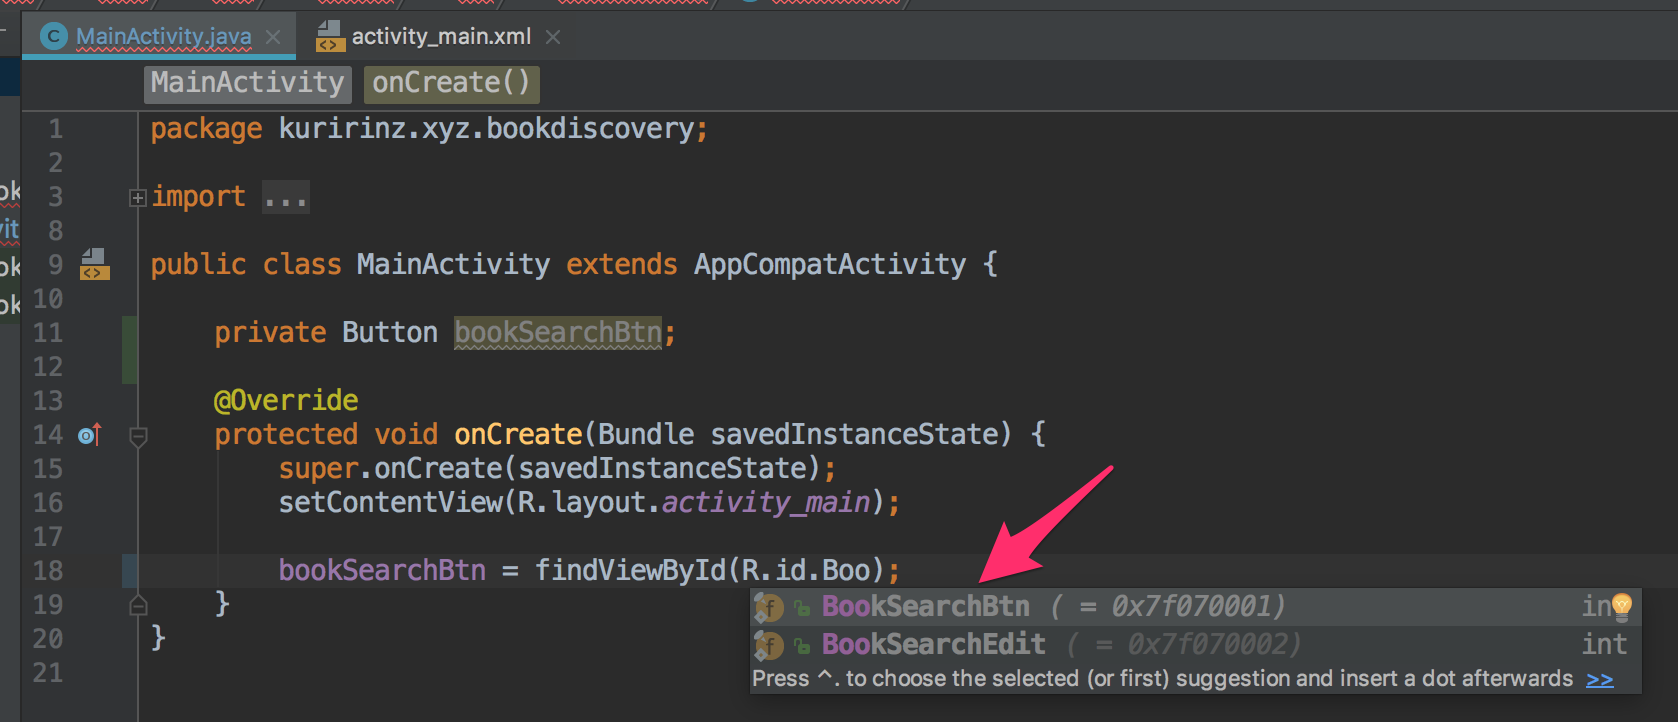 MainActivity.java activity_main.xml
MainActivity onCreate()
1 package kuririnz.xyz.bookdiscovery;
2
ok 3 import ...
vit 8
ok 9 public class MainActivity extends AppCompatActivity {
ok 10
11 private Button bookSearchBtn;
12
13 @Override
14 protected void onCreate(Bundle savedInstanceState) {
15 super.onCreate(savedInstanceState);
16 setContentView(R.layout.activity_main);
17
18 bookSearchBtn = findViewById(R.id.Boo);
19 }
BookSearchBtn ( = 0x7f070001) in
20 }
BookSearchEdit ( = 0x7f070002) int
21
Press ^. to choose the selected (or first) suggestion and insert a dot afterwards >>